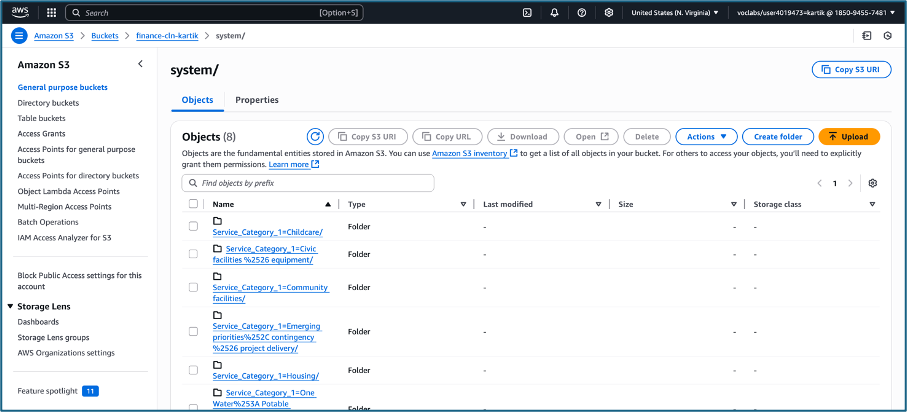 aws
Search [Option+S] United States (N. Virginia) voclabs/user4019473=kartik @ 1850-9455-7481
Amazon S3 Buckets finance-cln-kartik system/
Amazon S3
General purpose buckets
Directory buckets
Table buckets
Access Grants
Access Points for general purpose
buckets
Access Points for directory buckets
Object Lambda Access Points
Multi-Region Access Points
Batch Operations
IAM Access Analyzer for S3
Block Public Access settings for this
account
Storage Lens
Dashboards
Storage Lens groups
AWS Organizations settings
Feature spotlight 11
system/
Copy S3 URI
Objects Properties
Objects (8)
Copy S3 URI Copy URL Download Open Delete Actions Create folder Upload
Objects are the fundamental entities stored in Amazon S3. You can use Amazon S3 inventory to get a list of all objects in your bucket. For others to access your objects, you'll need to explicitly
grant them permissions. Learn more
Find objects by prefix
1
Name Type Last modified Size Storage class
Service_Category_1=Childcare/ Folder - - -
Service_Category_1=Civic
facilities %2526 equipment/ Folder - - -
Service_Category_1=Community
facilities/ Folder - - -
Service_Category_1=Emerging
priorities%252C contingency
%2526 project delivery/ Folder - - -
Service_Category_1=Housing/ Folder - - -
Service_Category_1=One
Water%253A Potable Folder - - -